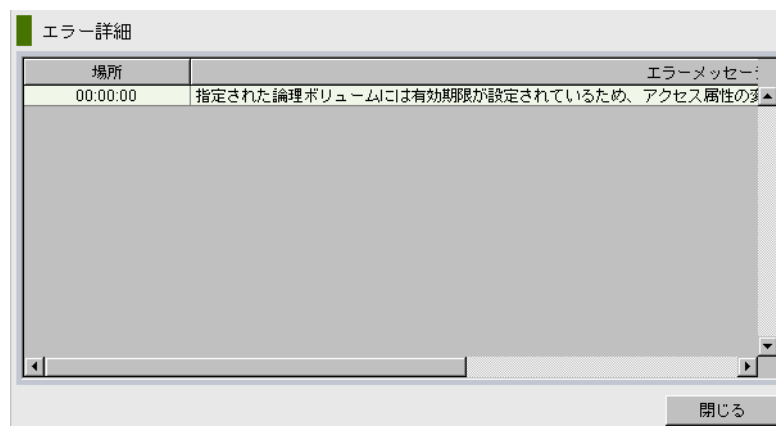 エラー詳細
場所 エラーメッセー
00:00:00 指定された論理ボリュームには有効期限が設定されているため、アクセス属性の変
閉じる